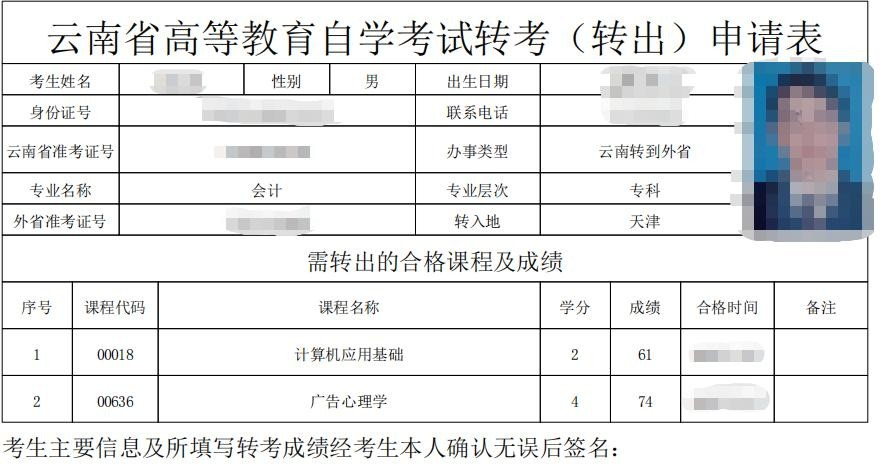 云南省高等教育自学考试转考（转出）申请表
考生姓名 性别 男 出生日期
身份证号 联系电话
云南省准考证号 办事类型 云南转到外省
专业名称 会计 专业层次 专科
外省准考证号 转入地 天津
需转出的合格课程及成绩
序号 课程代码 课程名称 学分 成绩 合格时间 备注
1 00018 计算机应用基础 2 61
2 00636 广告心理学 4 74
考生主要信息及所填写转考成绩经考生本人确认无误后签名：